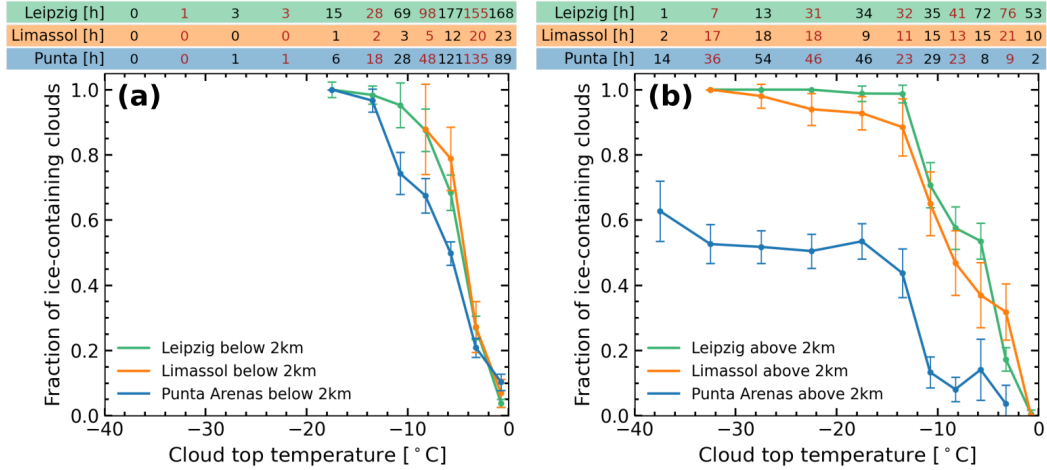 Leipzig [h] 0 1 3 3 15 28 69 98 177 155 168
Limassol [h] 0 0 0 0 1 2 3 5 12 20 23
Punta [h] 0 0 1 1 6 18 28 48 121 135 89
(a)
Fraction of ice-containing clouds
1.0
0.8
0.6
0.4
0.2
0.0
Leipzig below 2km
Limassol below 2km
Punta Arenas below 2km
−40 −30 −20 −10 0
Cloud top temperature [°C]
Leipzig [h] 1 7 13 31 34 32 35 41 72 76 53
Limassol [h] 2 17 18 18 9 11 15 13 15 21 10
Punta [h] 14 36 54 46 46 23 29 23 8 9 2
(b)
Fraction of ice-containing clouds
1.0
0.8
0.6
0.4
0.2
0.0
Leipzig above 2km
Limassol above 2km
Punta Arenas above 2km
−40 −30 −20 −10 0
Cloud top temperature [°C]